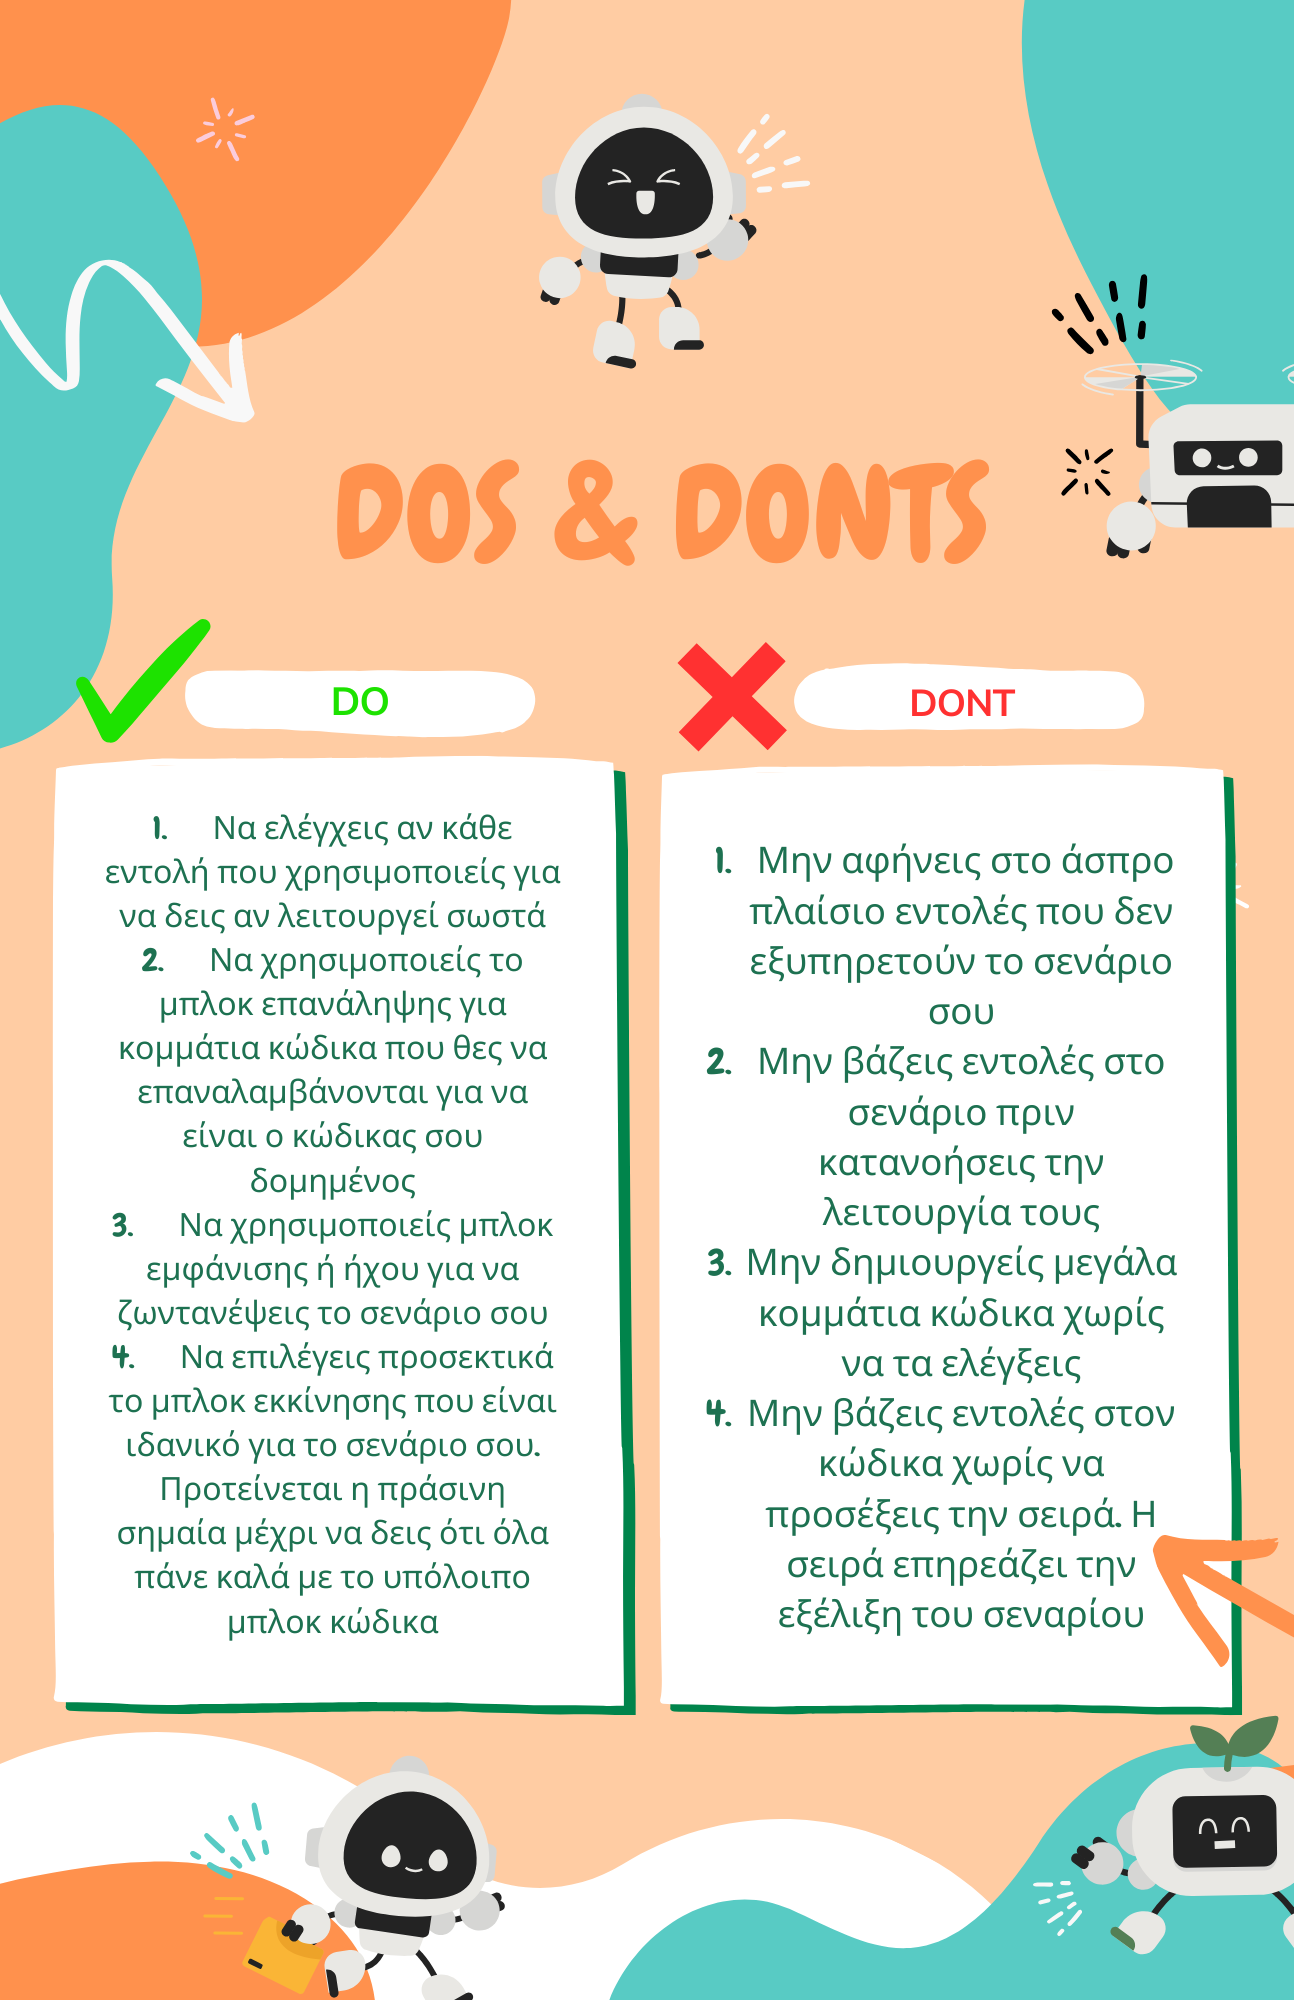 DOS & DONTS
DO
1. Να ελέγχεις αν κάθε
εντολή που χρησιμοποιείς για
να δεις αν λειτουργεί σωστά
2. Να χρησιμοποιείς το
μπλοκ επανάληψης για
κομμάτια κώδικα που θες να
επαναλαμβάνονται για να
είναι ο κώδικας σου
δομημένος
3. Να χρησιμοποιείς μπλοκ
εμφάνισης ή ήχου για να
ζωντανέψεις το σενάριο σου
4. Να επιλέγεις προσεκτικά
το μπλοκ εκκίνησης που είναι
ιδανικό για το σενάριο σου.
Προτείνεται η πράσινη
σημαία μέχρι να δεις ότι όλα
πάνε καλά με το υπόλοιπο
μπλοκ κώδικα
DONT
1. Μην αφήνεις στο άσπρο
πλαίσιο εντολές που δεν
εξυπηρετούν το σενάριο
σου
2. Μην βάζεις εντολές στο
σενάριο πριν
κατανοήσεις την
λειτουργία τους
3. Μην δημιουργείς μεγάλα
κομμάτια κώδικα χωρίς
να τα ελέγξεις
4. Μην βάζεις εντολές στον
κώδικα χωρίς να
προσέξεις την σειρά. Η
σειρά επηρεάζει την
εξέλιξη του σεναρίου